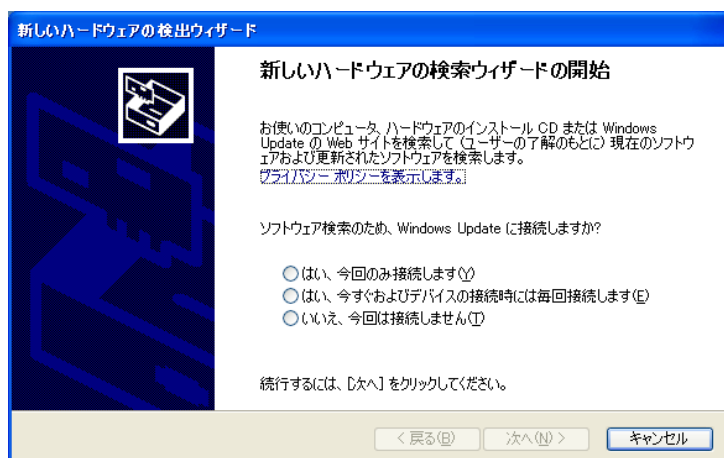 新しいハードウェアの検出ウィザード
新しいハードウェアの検索ウィザードの開始
お使いのコンピュータ、ハードウェアのインストール CD または Windows
Update の Web サイトを検索して (ユーザーの了解のもとに) 現在のソフトウ
ェアおよび更新されたソフトウェアを検索します。
プライバシー ポリシーを表示します。
ソフトウェア検索のため、Windows Update に接続しますか?
はい、今回のみ接続します(Y)
はい、今すぐおよびデバイスの接続時には毎回接続します(E)
いいえ、今回は接続しません(T)
続行するには、[次へ] をクリックしてください。
< 戻る(B) 次へ(N) > キャンセル